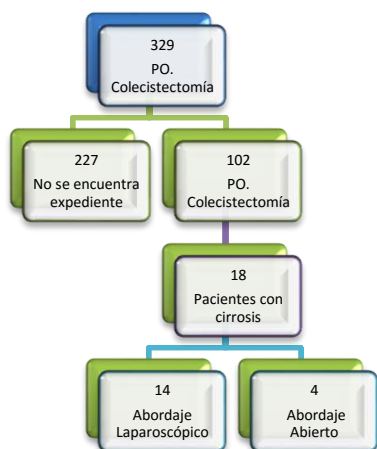 329
PO.
Colecistectomía
227
No se encuentra
expediente
102
PO.
Colecistectomía
18
Pacientes con
cirrosis
14
Abordaje
Laparoscópico
4
Abordaje
Abierto